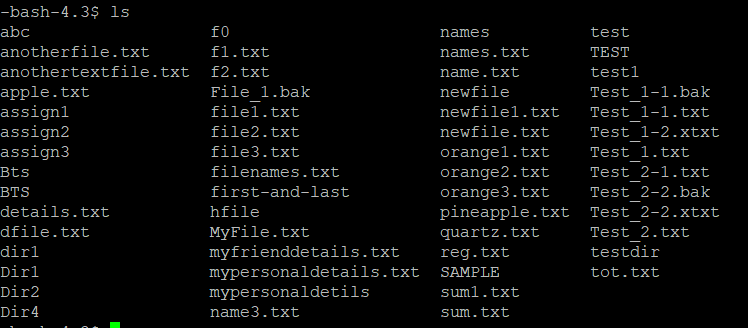 -bash-4.3$ ls
abc f0 names test
anotherfile.txt f1.txt names.txt TEST
anothertextfile.txt f2.txt name.txt test1
apple.txt File_1.bak newfile Test_1-1.bak
assign1 file1.txt newfile1.txt Test_1-1.txt
assign2 file2.txt newfile.txt Test_1-2.xtxt
assign3 file3.txt orange1.txt Test_1.txt
Bts filenames.txt orange2.txt Test_2-1.txt
BTS first-and-last orange3.txt Test_2-2.bak
details.txt hfile pineapple.txt Test_2-2.xtxt
dfile.txt MyFile.txt quartz.txt Test_2.txt
dir1 myfrienddetails.txt reg.txt testdir
Dir1 mypersonaldetails.txt SAMPLE tot.txt
Dir2 mypersonaldetils sum1.txt
Dir4 name3.txt sum.txt
-bash-4.3$